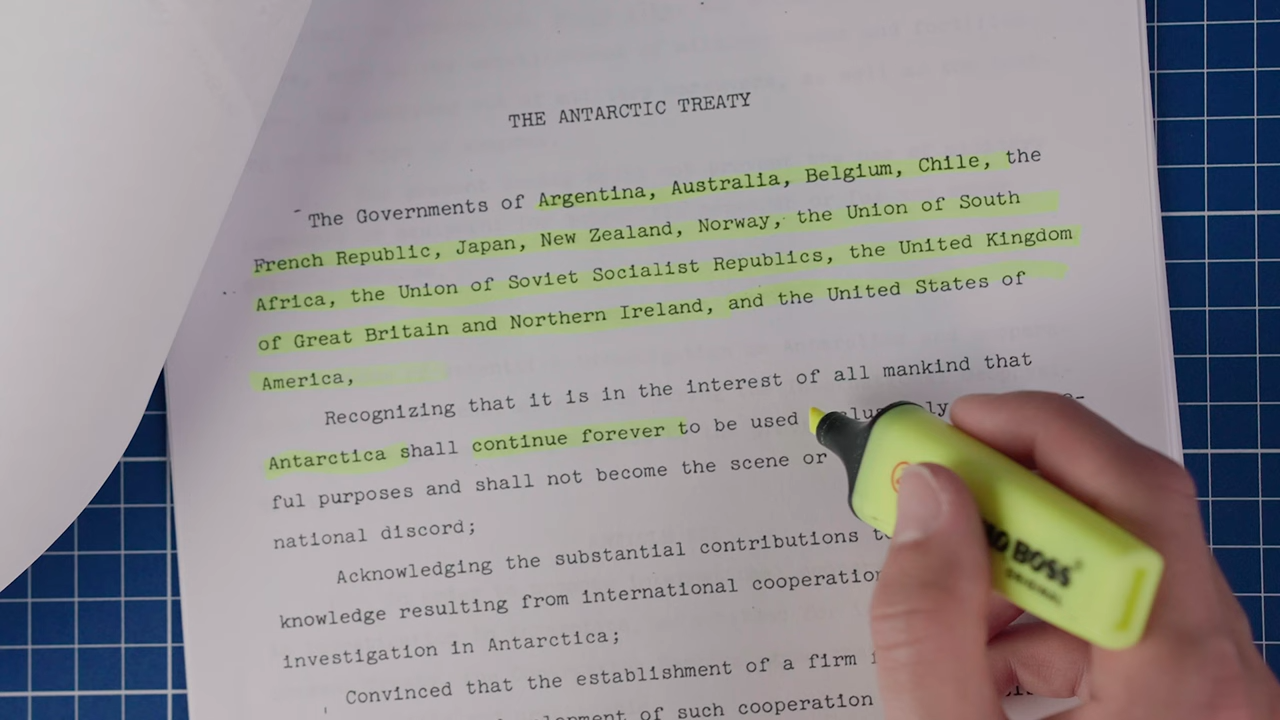 THE ANTARCTIC TREATY
The Governments of Argentina, Australia, Belgium, Chile, the
French Republic, Japan, New Zealand, Norway, the Union of South
Africa, the Union of Soviet Socialist Republics, the United Kingdom
of Great Britain and Northern Ireland, and the United States of
America,
Recognizing that it is in the interest of all mankind that
Antarctica shall continue forever to be used
ful purposes and shall not become the scene or
national discord;
Acknowledging the substantial contributions
knowledge resulting from international cooperation
investigation in Antarctica;
Convinced that the establishment of a firm
of such cooperation
BOSS
ORIGINAL